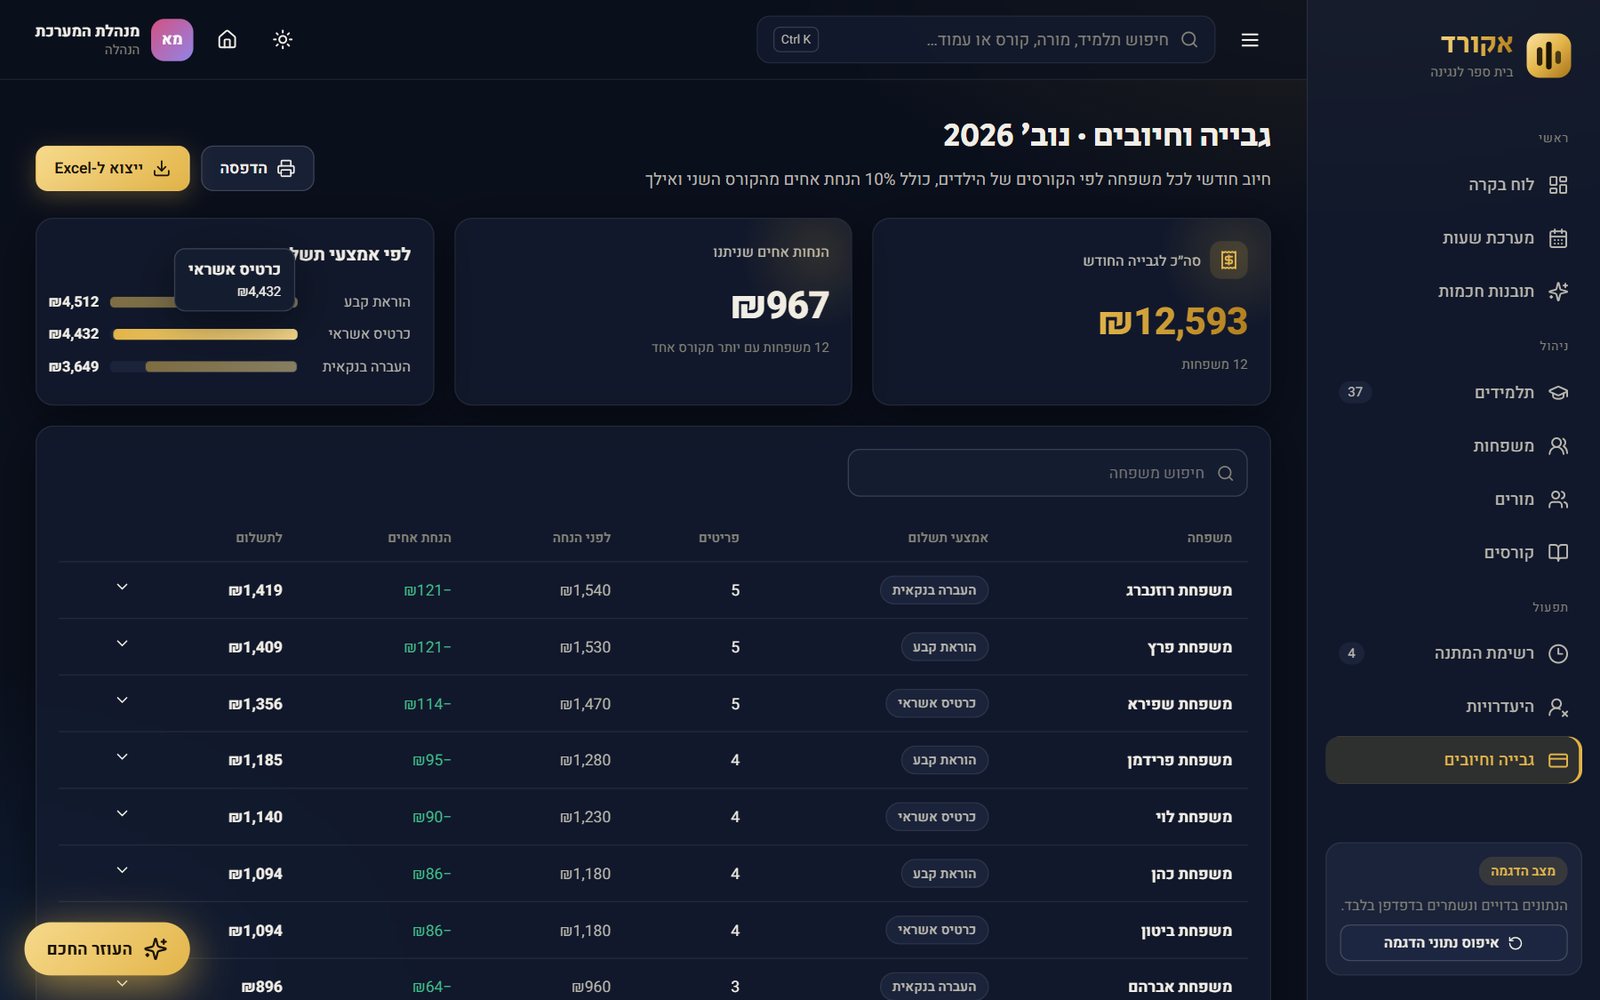 אקורד
בית ספר לנגינה
ראשי
לוח בקרה
מערכת שעות
תובנות חכמות
ניהול
תלמידים 37
משפחות
מורים
קורסים
תפעול
רשימת המתנה 4
היעדרויות
גבייה וחיובים
מצב הדגמה
הנתונים בדויים ונשמרים בדפדפן בלבד.
איפוס נתוני הדגמה
חיפוש תלמיד, מורה, קורס או עמוד... Ctrl K
מא
מנהלת המערכת
הנהלה
גבייה וחיובים • נוב׳ 2026
חיוב חודשי לכל משפחה לפי הקורסים של הילדים, כולל 10% הנחת אחים מהקורס השני ואילך
הדפסה
ייצוא ל-Excel
סה״כ לגבייה החודש
₪12,593
12 משפחות
הנחות אחים שניתנו
₪967
12 משפחות עם יותר מקורס אחד
לפי אמצעי תשל
כרטיס אשראי
₪4,432
הוראת קבע ₪4,512
כרטיס אשראי ₪4,432
העברה בנקאית ₪3,649
חיפוש משפחה
משפחה אמצעי תשלום פריטים לפני הנחה הנחת אחים לתשלום
משפחת רוזנברג העברה בנקאית 5 ₪1,540 −₪121 ₪1,419
משפחת פרץ הוראת קבע 5 ₪1,530 −₪121 ₪1,409
משפחת שפירא כרטיס אשראי 5 ₪1,470 −₪114 ₪1,356
משפחת פרידמן הוראת קבע 4 ₪1,280 −₪95 ₪1,185
משפחת לוי כרטיס אשראי 4 ₪1,230 −₪90 ₪1,140
משפחת כהן הוראת קבע 4 ₪1,180 −₪86 ₪1,094
משפחת ביטון כרטיס אשראי 4 ₪1,180 −₪86 ₪1,094
משפחת אברהם העברה בנקאית 3 ₪960 −₪64 ₪896
העוזר החכם